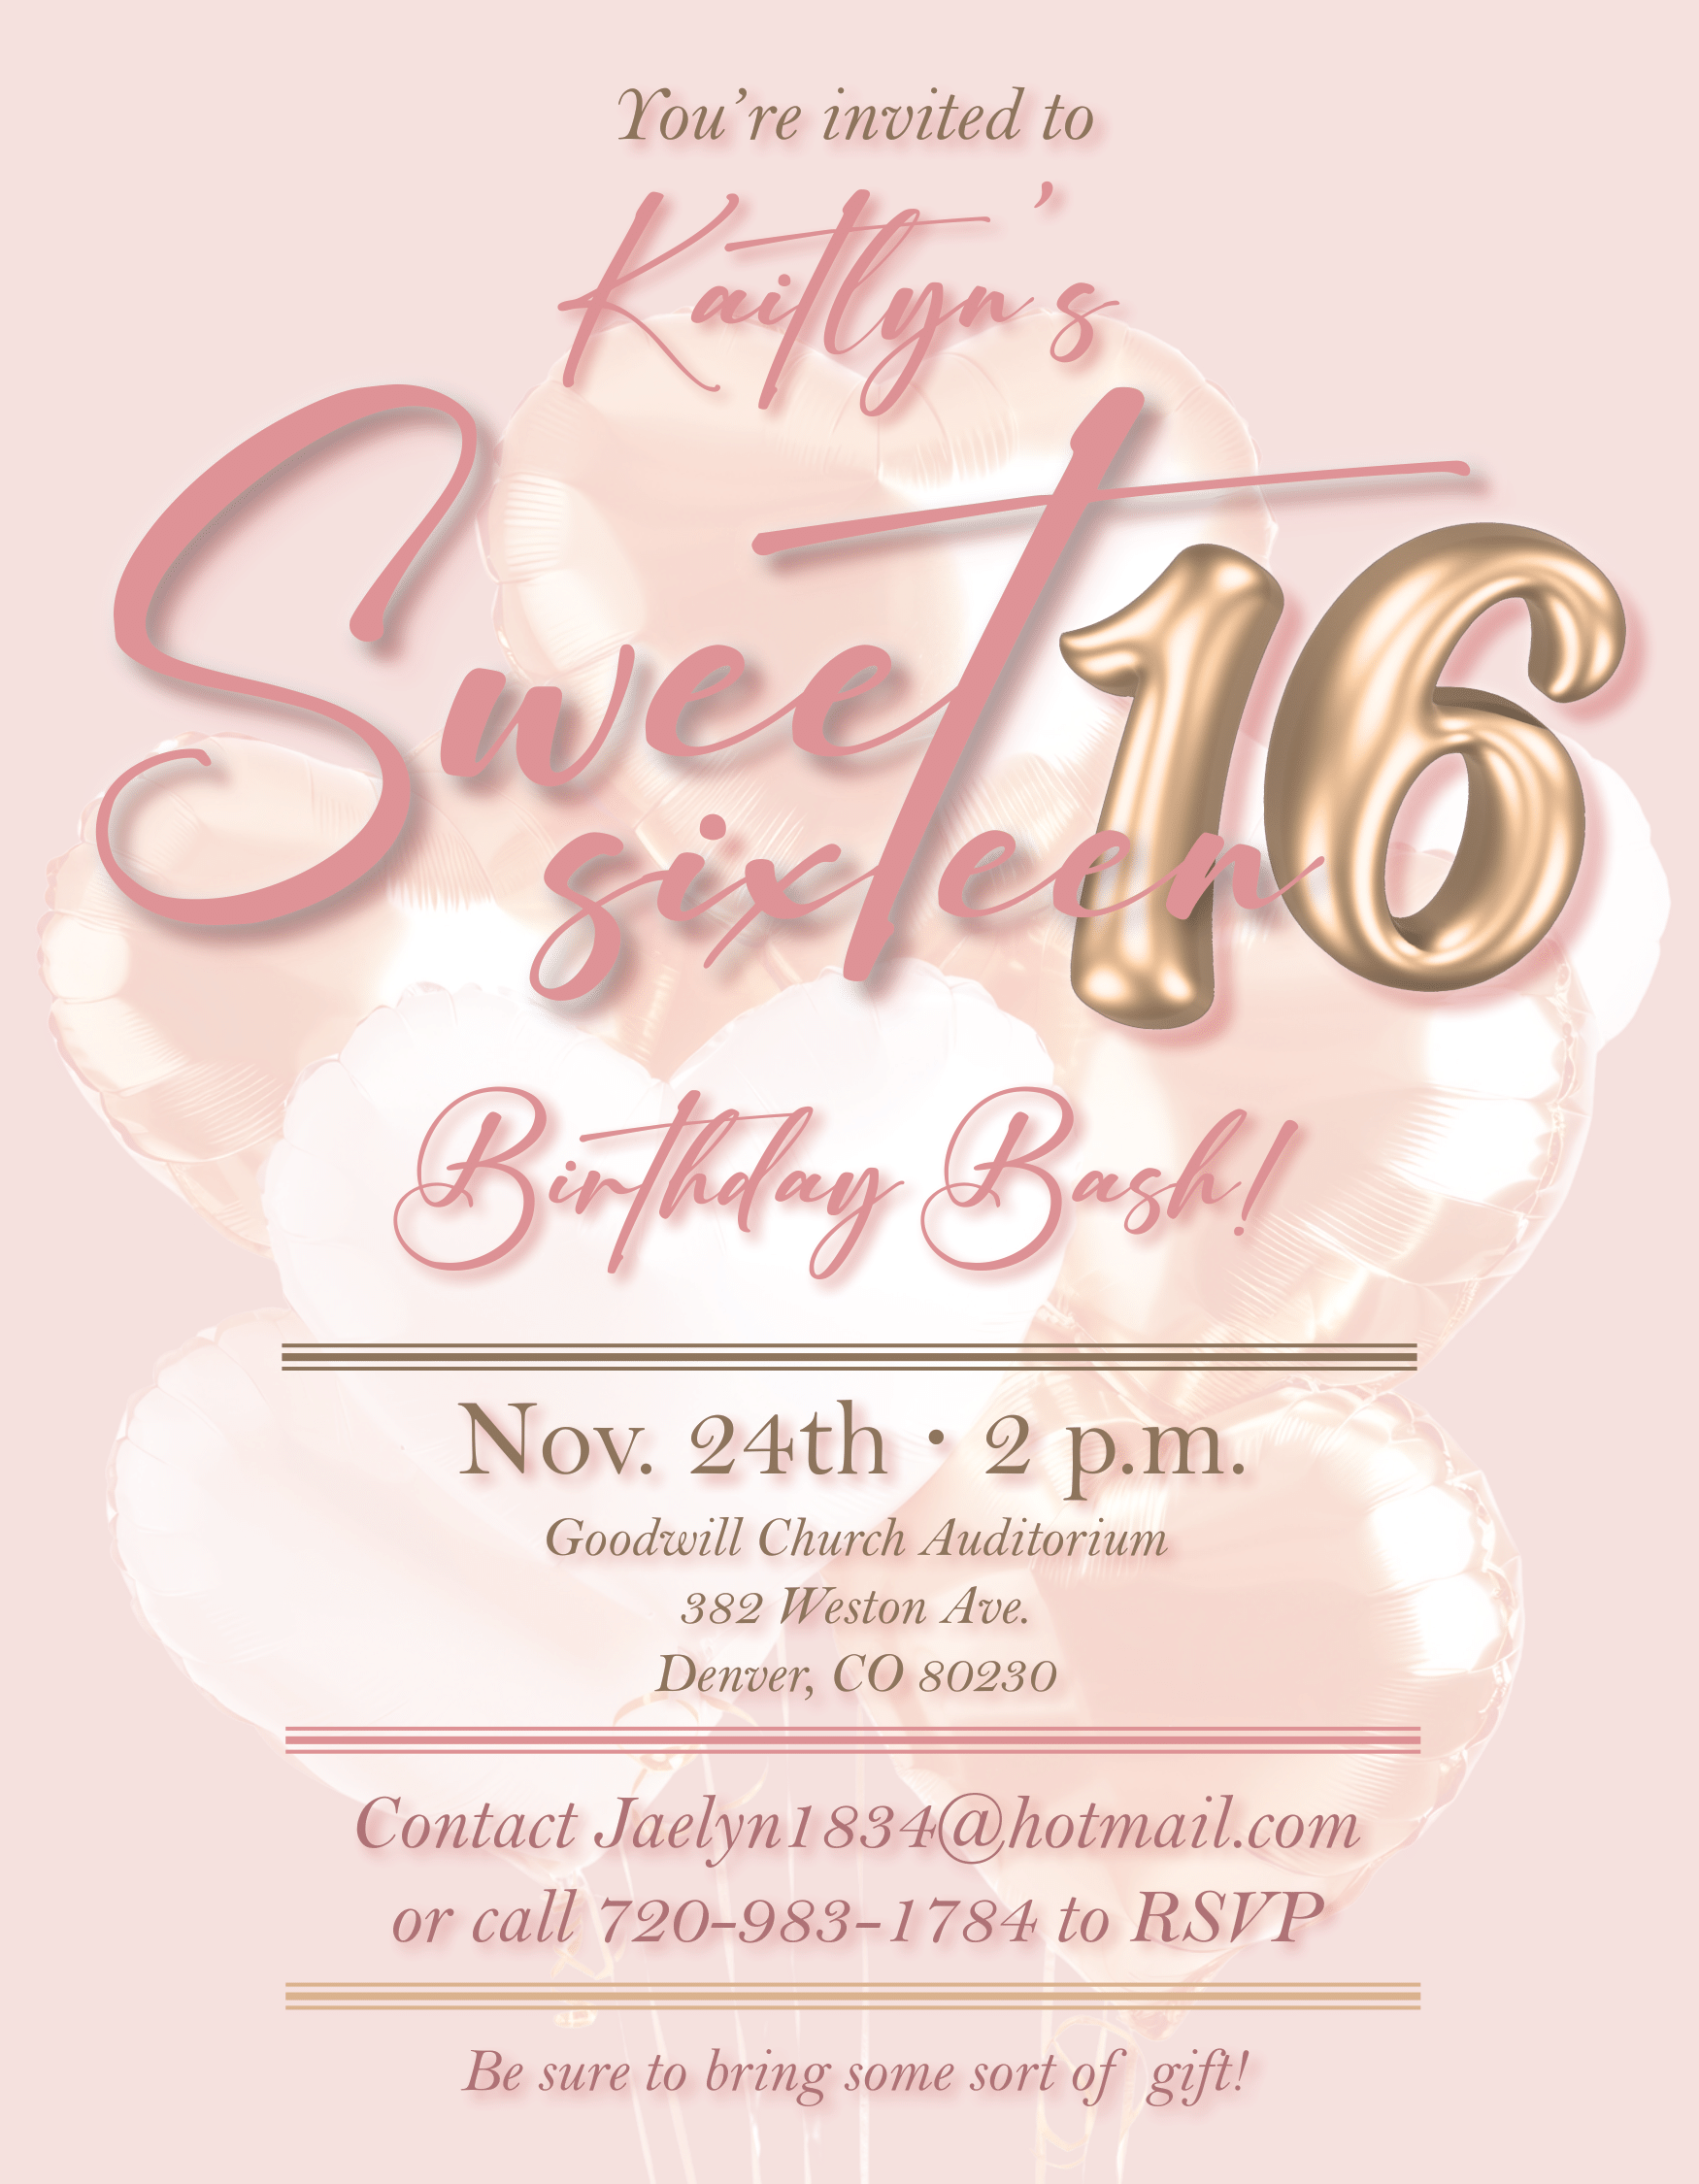 You’re invited to
Kaitlyn’s
Sweet
16
sixteen
Birthday Bash!
Nov. 24th · 2 p.m.
Goodwill Church Auditorium
382 Weston Ave.
Denver, CO 80230
Contact Jaelyn1834@hotmail.com
or call 720-983-1784 to RSVP
Be sure to bring some sort of  gift!